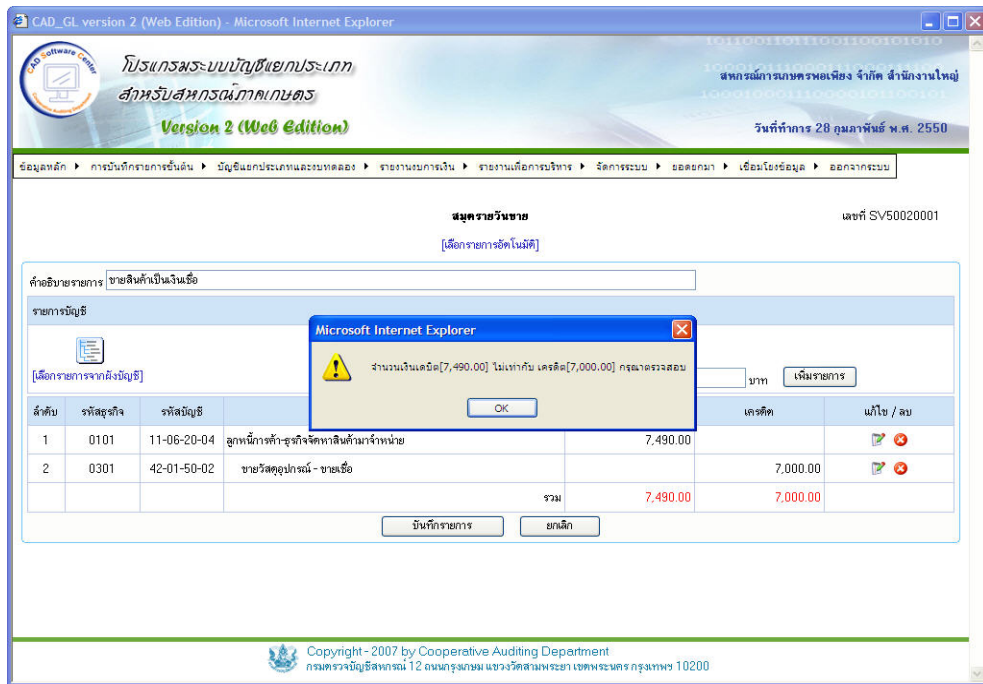 CAD_GL version 2 (Web Edition) - Microsoft Internet Explorer
CAD Software Center
Cooperative Auditing Department
โปรแกรมระบบบัญชีแยกประเภท
สำหรับสหกรณ์ภาคเกษตร
Version 2 (Web Edition)
สหกรณ์การเกษตรพอเพียง จำกัด สำนักงานใหญ่
วันที่ทำการ 28 กุมภาพันธ์ พ.ศ. 2550
ข้อมูลหลัก การบันทึกรายการขั้นต้น บัญชีแยกประเภทและงบทดลอง รายงานงบการเงิน รายงานเพื่อการบริหาร จัดการระบบ ยอดยกมา เชื่อมโยงข้อมูล ออกจากระบบ
สมุดรายวันขาย
เลขที่ SV50020001
[เลือกรายการอัตโนมัติ]
คำอธิบายรายการ ขายสินค้าเป็นเงินเชื่อ
รายการบัญชี
[เลือกรายการจากผังบัญชี]
บาท เพิ่มรายการ
Microsoft Internet Explorer
จำนวนเงินเดบิต[7,490.00] ไม่เท่ากับ เครดิต[7,000.00] กรุณาตรวจสอบ
OK
ลำดับ รหัสธุรกิจ รหัสบัญชี เครดิต แก้ไข / ลบ
1 0101 11-06-20-04 ลูกหนี้การค้า-ธุรกิจจัดหาสินค้ามาจำหน่าย 7,490.00
2 0301 42-01-50-02 ขายวัสดุอุปกรณ์ - ขายเชื่อ 7,000.00
รวม 7,490.00 7,000.00
บันทึกรายการ ยกเลิก
Copyright - 2007 by Cooperative Auditing Department
กรมตรวจบัญชีสหกรณ์ 12 ถนนกรุงเกษม แขวงวัดสามพระยา เขตพระนคร กรุงเทพฯ 10200